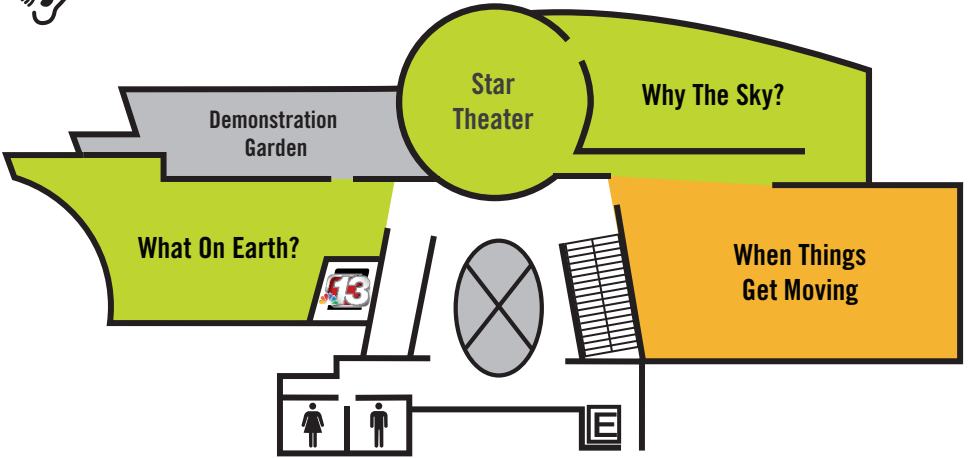 Star
Theater
Why The Sky?
Demonstration
Garden
What On Earth?
When Things
Get Moving
13
E